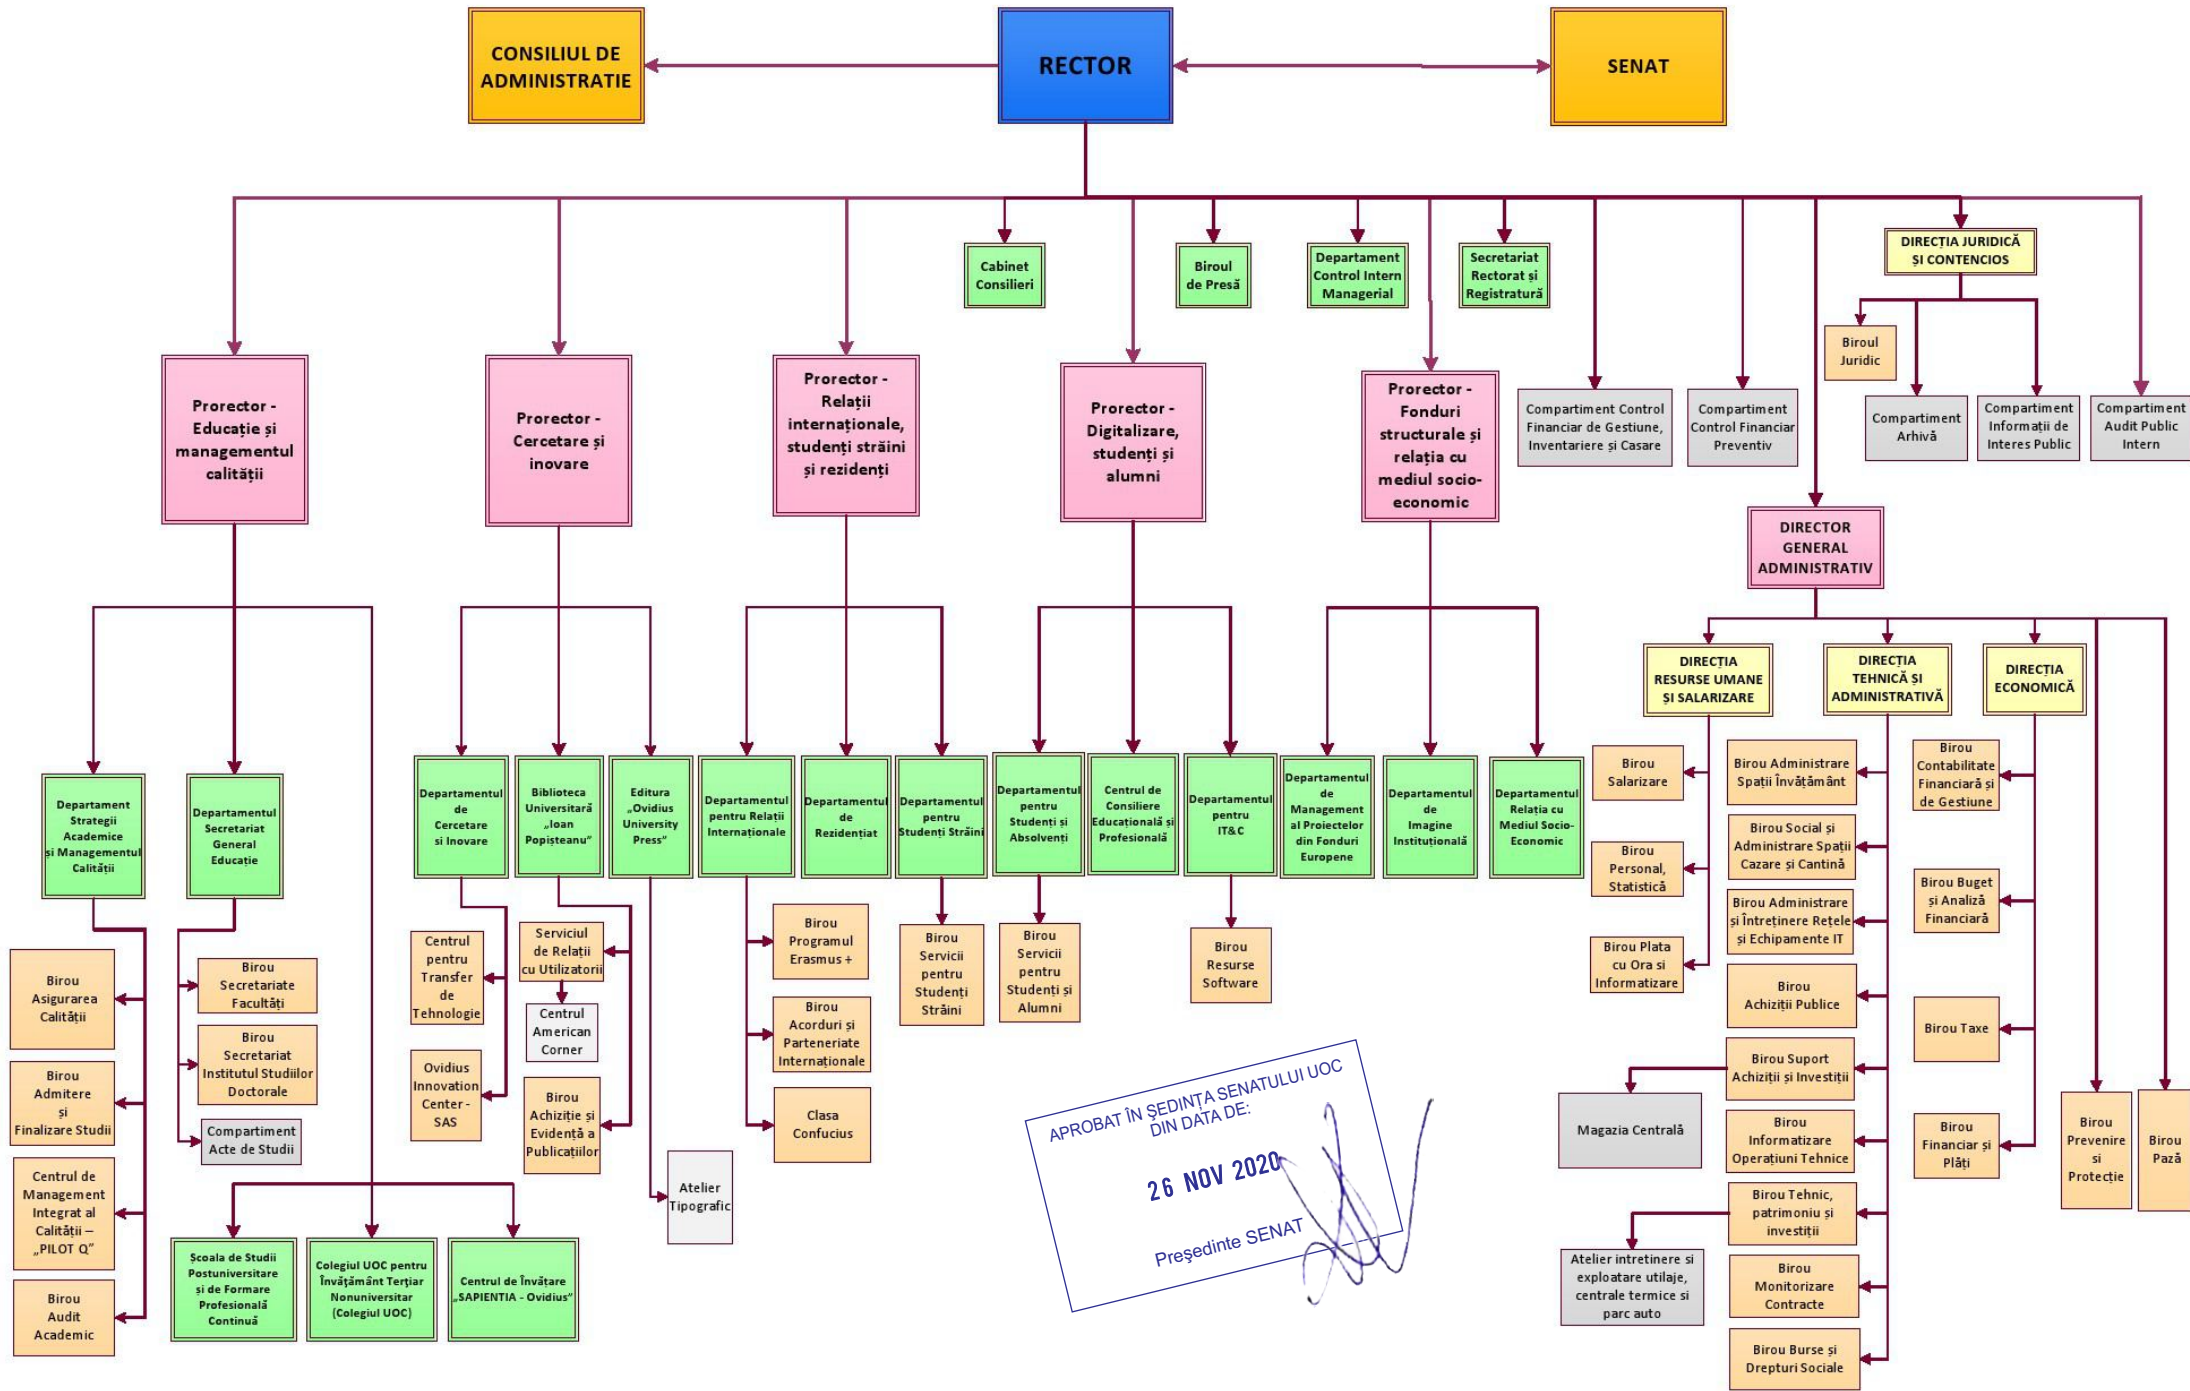 CONSILIUL DE
ADMINISTRATIE
RECTOR
SENAT
Cabinet
Consilieri
Biroul
de Presă
Departament
Control Intern
Managerial
Secretariat
Rectorat și
Registratură
DIRECȚIA JURIDICĂ
ȘI CONTENCIOS
Biroul
Juridic
Prorector -
Educație și
managementul
calității
Prorector -
Cercetare și
inovare
Prorector -
Relații
internaționale,
studenți străini
și rezidenți
Prorector -
Digitalizare,
studenți și
alumni
Prorector -
Fonduri
structurale și
relația cu
mediul socio-
economic
Compartiment Control
Financiar de Gestiune,
Inventariere și Casare
Compartiment
Control Financiar
Preventiv
Compartiment
Arhivă
Compartiment
Informații de
Interes Public
Compartiment
Audit Public
Intern
DIRECTOR
GENERAL
ADMINISTRATIV
DIRECȚIA
RESURSE UMANE
ȘI SALARIZARE
DIRECȚIA
TEHNICĂ ȘI
ADMINISTRATIVĂ
DIRECȚIA
ECONOMICĂ
Departament
Strategii
Academice
și Managementul
Calității
Departamentul
Secretariat
General
Educație
Departamentul
de
Cercetare
si Inovare
Biblioteca
Universitară
„Ioan
Popișteanu”
Editura
„Ovidius
University
Press”
Departamentul
pentru Relații
Internaționale
Departamentul
de
Rezidențiat
Departamentul
pentru
Studenți Străini
Departamentul
pentru
Studenți și
Absolvenți
Centrul de
Consiliere
Educațională și
Profesională
Departamentul
pentru
IT&C
Departamentul
de
Management
al Proiectelor
din Fonduri
Europene
Departamentul
de
Imagine
Instituțională
Departamentul
Relația cu
Mediul Socio-
Economic
Birou
Salarizare
Birou
Personal,
Statistică
Birou Plata
cu Ora si
Informatizare
Birou Administrare
Spații Învățământ
Birou Social și
Administrare Spații
Cazare și Cantină
Birou Administrare
și Întreținere Rețele
și Echipamente IT
Birou
Achiziții Publice
Birou Suport
Achiziții și Investiții
Birou
Informatizare
Operațiuni Tehnice
Birou Tehnic,
patrimoniu și
investiții
Birou
Monitorizare
Contracte
Birou Burse și
Drepturi Sociale
Magazia Centrală
Atelier intretinere si
exploatare utilaje,
centrale termice si
parc auto
Birou
Contabilitate
Financiară și
de Gestiune
Birou Buget
și Analiză
Financiară
Birou Taxe
Birou
Financiar și
Plăți
Birou
Prevenire
si
Protecție
Birou
Pază
Birou
Asigurarea
Calității
Birou
Admitere
și
Finalizare Studii
Centrul de
Management
Integrat al
Calității –
„PILOT Q”
Birou
Audit
Academic
Birou
Secretariate
Facultăți
Birou
Secretariat
Institutul Studiilor
Doctorale
Compartiment
Acte de Studii
Școala de Studii
Postuniversitare
și de Formare
Profesională
Continuă
Colegiul UOC pentru
Învățământ Terțiar
Nonuniversitar
(Colegiul UOC)
Centrul de Învățare
„SAPIENTIA - Ovidius”
Centrul
pentru
Transfer
de
Tehnologie
Ovidius
Innovation
Center -
SAS
Serviciul
de Relații
cu Utilizatorii
Centrul
American
Corner
Birou
Achiziție și
Evidență a
Publicațiilor
Atelier
Tipografic
Birou
Programul
Erasmus +
Birou
Acorduri și
Parteneriate
Internaționale
Clasa
Confucius
Birou
Servicii
pentru
Studenți
Străini
Birou
Servicii
pentru
Studenți și
Alumni
Birou
Resurse
Software
APROBAT ÎN ŞEDINŢA SENATULUI UOC
DIN DATA DE:
26 NOV 2020
Preşedinte SENAT